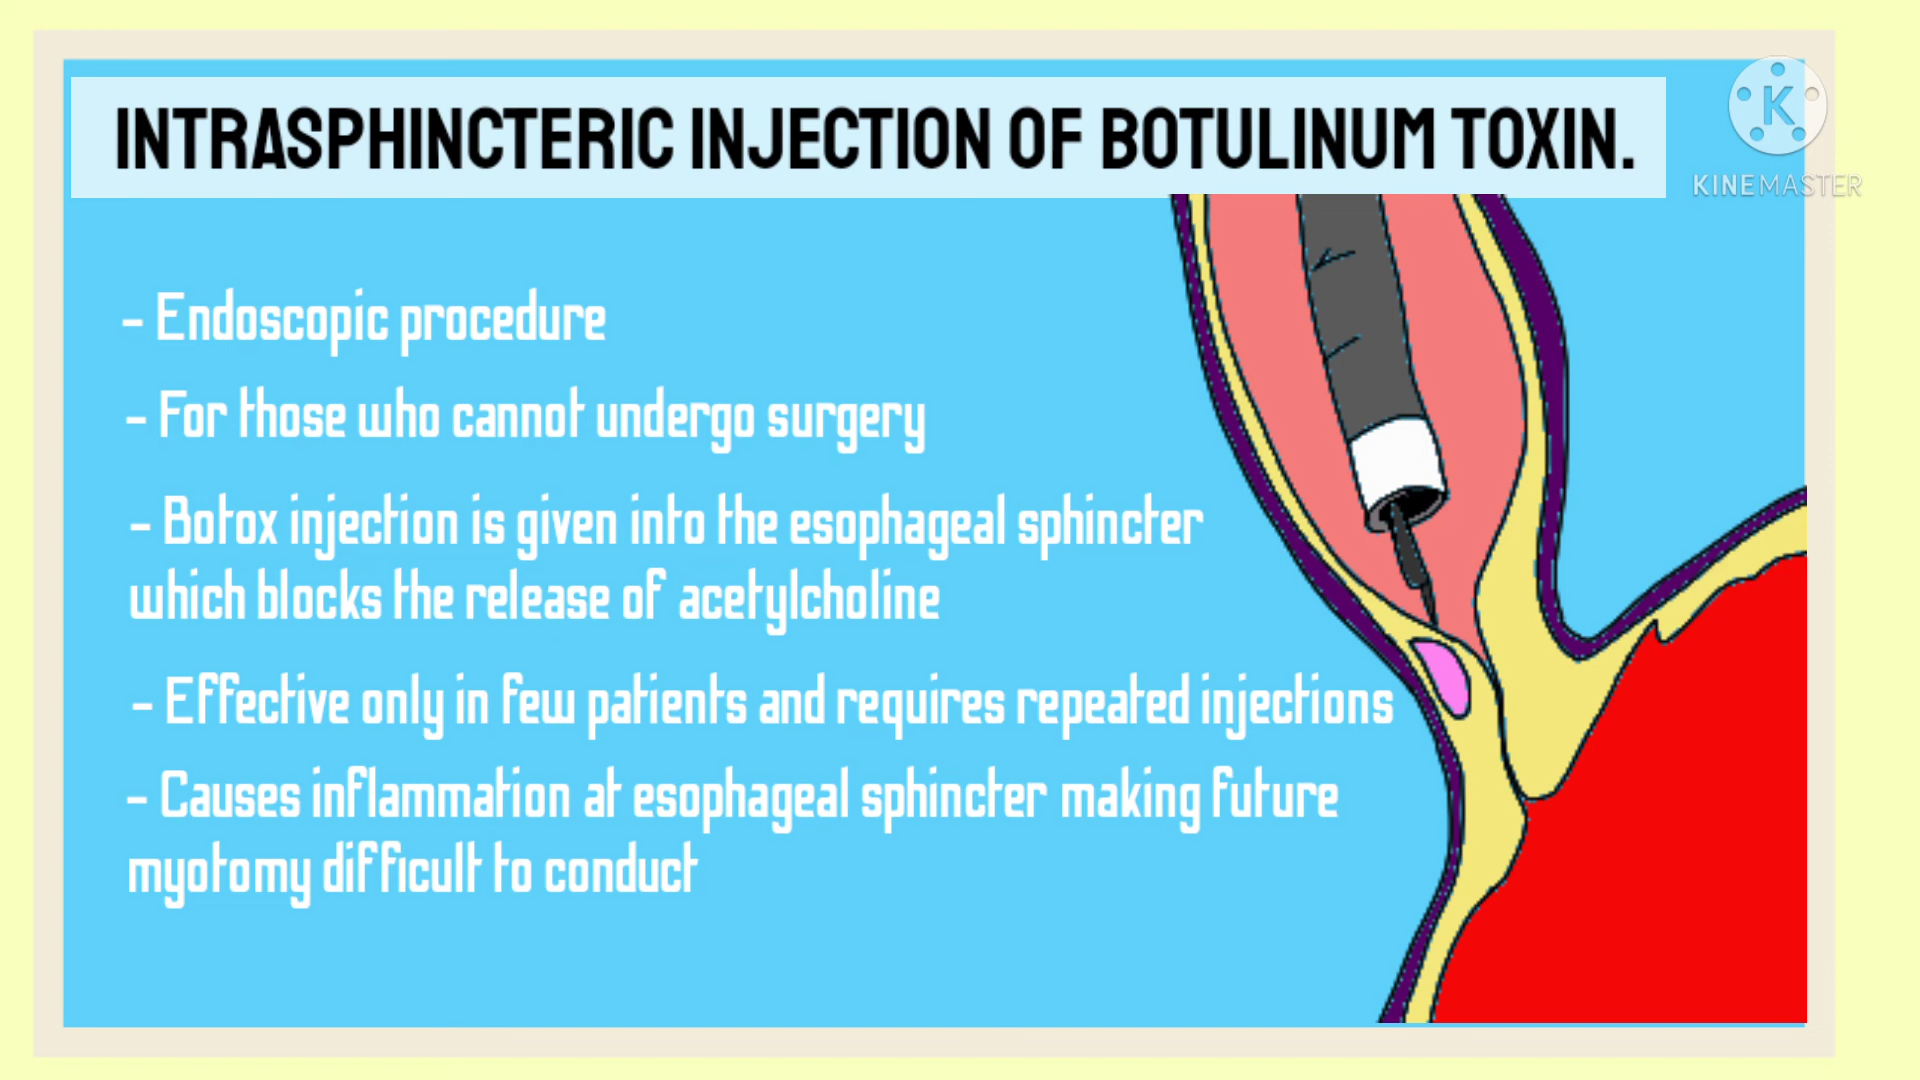 INTRASPHINCTERIC INJECTION OF BOTULINUM TOXIN.
K
KINEMASTER
- Endoscopic procedure
- For those who cannot undergo surgery
- Botox injection is given into the esophageal sphincter
which blocks the release of acetylcholine
- Effective only in few patients and requires repeated injections
- Causes inflammation at esophageal sphincter making future
myotomy difficult to conduct